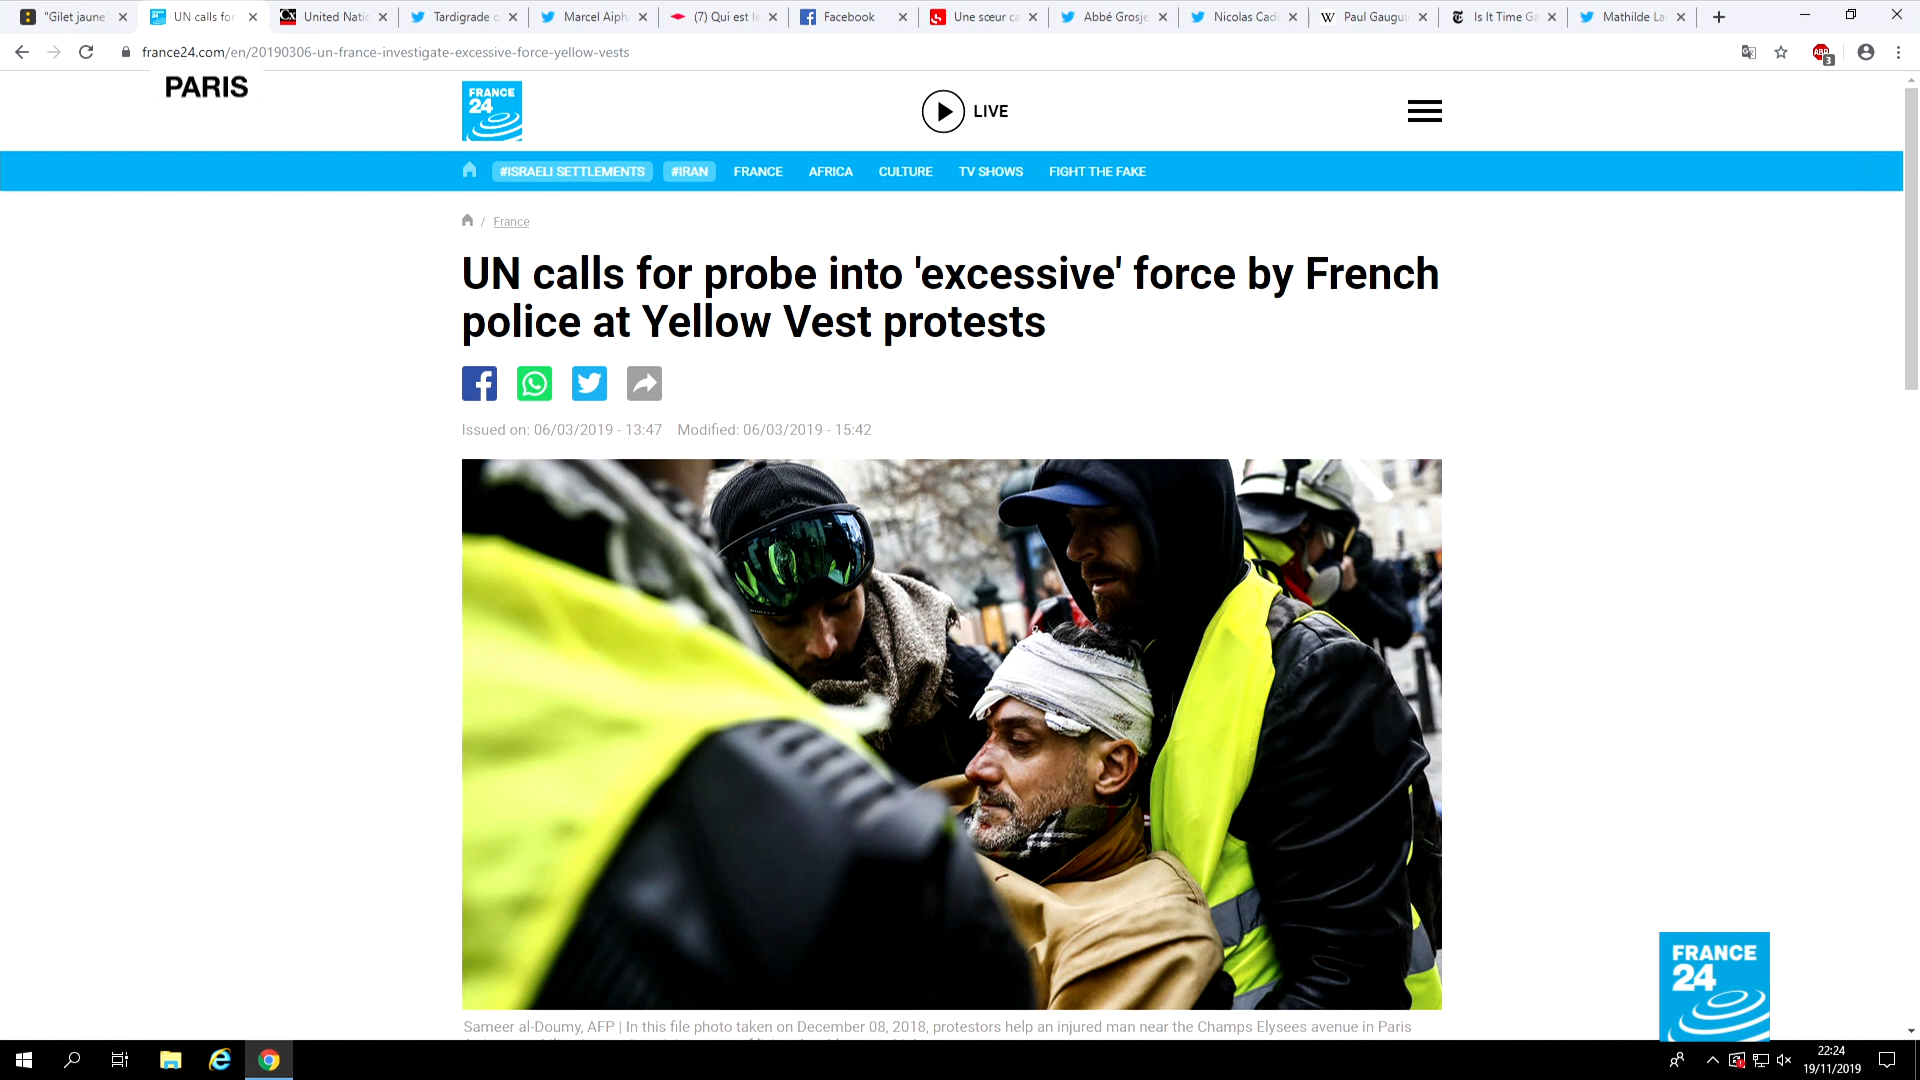 "Gilet jaune
UN calls for
United Natic
Tardigrade
Marcel Aiph
(7) Qui est le
Facebook
Une sœur ca
Abbé Grosje
Nicolas Cad
Paul Gaugui
Is It Time Ga
Mathilde La
france24.com/en/20190306-un-france-investigate-excessive-force-yellow-vests
ABP
3
PARIS
FRANCE
24
LIVE
#ISRAELI SETTLEMENTS #IRAN FRANCE AFRICA CULTURE TV SHOWS FIGHT THE FAKE
/ France
UN calls for probe into 'excessive' force by French
police at Yellow Vest protests
Issued on: 06/03/2019 - 13:47 Modified: 06/03/2019 - 15:42
FRANCE
24
Sameer al-Doumy, AFP | In this file photo taken on December 08, 2018, protestors help an injured man near the Champs Elysees avenue in Paris
22:24
19/11/2019